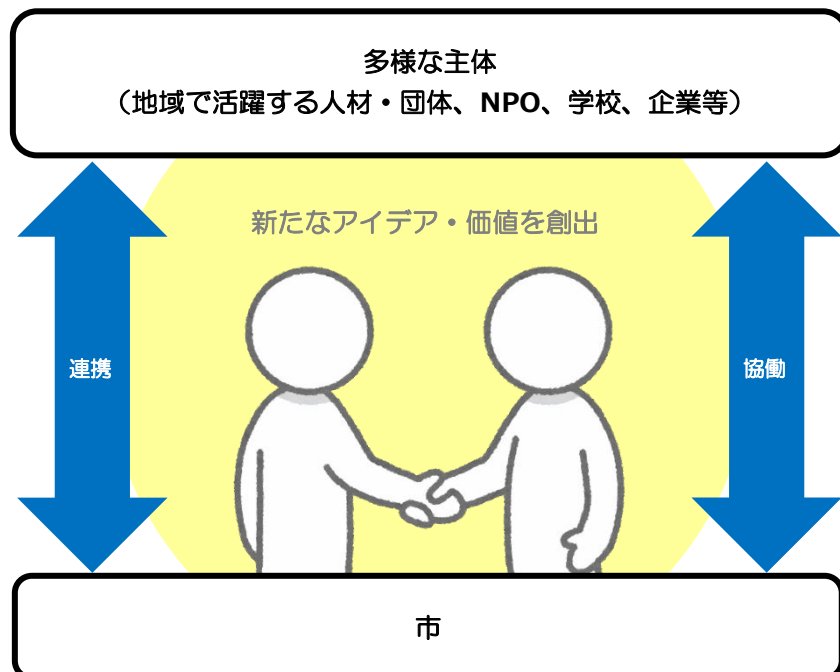 多様な主体
（地域で活躍する人材・団体、NPO、学校、企業等）
新たなアイデア・価値を創出
連携
協働
市